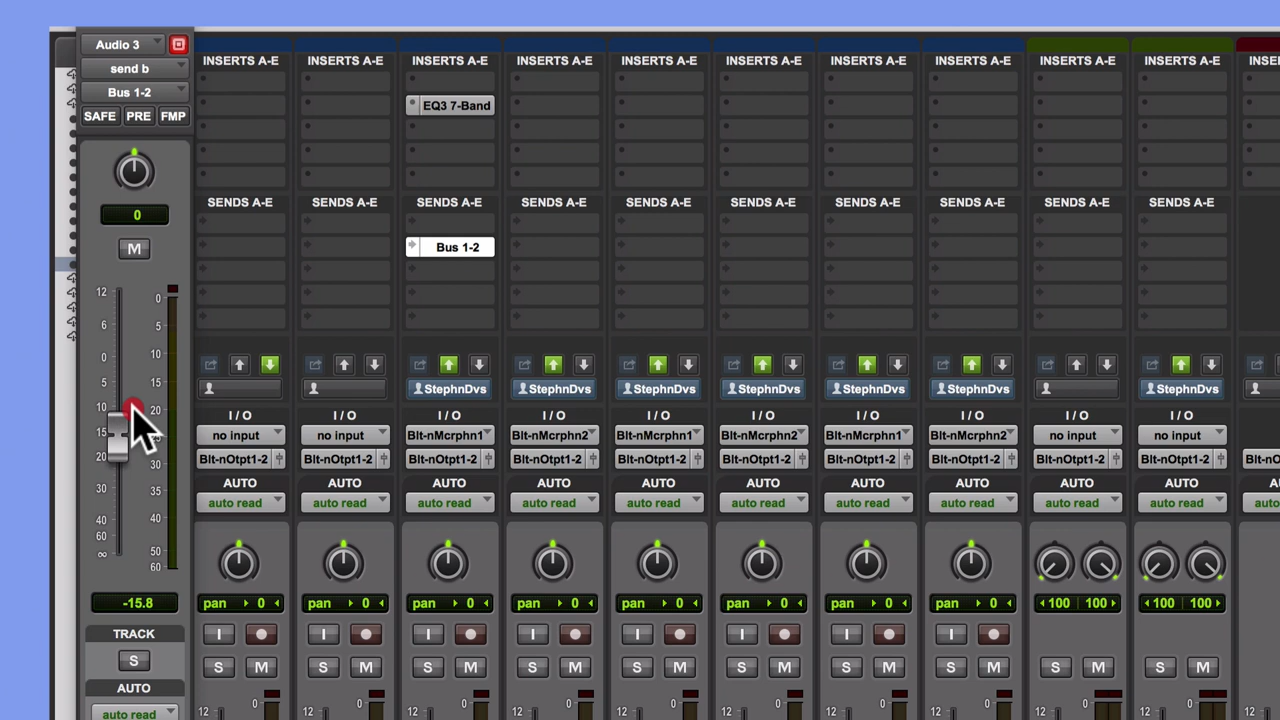 Audio 3
send b
Bus 1-2
SAFE PRE FMP
0
M
12
6
0
5
10
15
20
30
40
60
∞
0
5
10
15
20
30
35
40
50
60
-15.8
TRACK
S
AUTO
auto read
INSERTS A-E INSERTS A-E INSERTS A-E INSERTS A-E INSERTS A-E INSERTS A-E INSERTS A-E INSERTS A-E INSERTS A-E INSERTS A-E INSER
EQ3 7-Band
SENDS A-E SENDS A-E SENDS A-E SENDS A-E SENDS A-E SENDS A-E SENDS A-E SENDS A-E SENDS A-E SENDS A-E
Bus 1-2
StephnDvs StephnDvs StephnDvs StephnDvs StephnDvs StephnDvs
I / O I / O I / O I / O I / O I / O I / O I / O I / O I / O
no input no input Blt-nMcrphn1 Blt-nMcrphn2 Blt-nMcrphn1 Blt-nMcrphn2 Blt-nMcrphn1 Blt-nMcrphn2 no input no input
Blt-nOtpt1-2 Blt-nOtpt1-2 Blt-nOtpt1-2 Blt-nOtpt1-2 Blt-nOtpt1-2 Blt-nOtpt1-2 Blt-nOtpt1-2 Blt-nOtpt1-2 Blt-nOtpt1-2 Blt-nOtpt1-2 Blt-nO
AUTO AUTO AUTO AUTO AUTO AUTO AUTO AUTO AUTO AUTO AU
auto read auto read auto read auto read auto read auto read auto read auto read auto read auto read auto
pan 0 pan 0 pan 0 pan 0 pan 0 pan 0 pan 0 pan 0 100 100 100 100
I I I I I I I I
S M S M S M S M S M S M S M S M S M S M
12 0 12 0 12 0 12 0 12 0 12 0 12 0 12 0 12 0 12 0 12